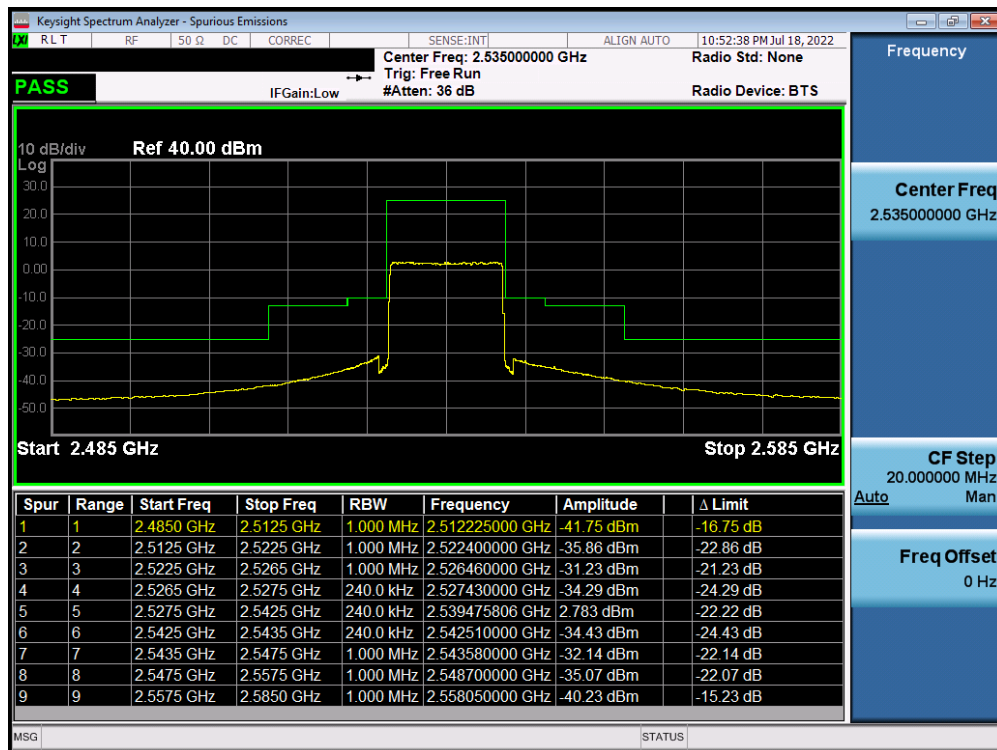 Keysight Spectrum Analyzer - Spurious Emissions
LXI RLT RF 50 Ω DC CORREC SENSE:INT ALIGN AUTO 10:52:38 PM Jul 18, 2022
Center Freq: 2.535000000 GHz Radio Std: None
Trig: Free Run
PASS IFGain:Low #Atten: 36 dB Radio Device: BTS
Frequency
10 dB/div Ref 40.00 dBm
Log
30.0
20.0
10.0
0.00
-10.0
-20.0
-30.0
-40.0
-50.0
Start 2.485 GHz Stop 2.585 GHz
Center Freq
2.535000000 GHz
CF Step
20.000000 MHz
Auto Man
Freq Offset
0 Hz
Spur Range Start Freq Stop Freq RBW Frequency Amplitude Δ Limit
1 1 2.4850 GHz 2.5125 GHz 1.000 MHz 2.512225000 GHz -41.75 dBm -16.75 dB
2 2 2.5125 GHz 2.5225 GHz 1.000 MHz 2.522400000 GHz -35.86 dBm -22.86 dB
3 3 2.5225 GHz 2.5265 GHz 1.000 MHz 2.526460000 GHz -31.23 dBm -21.23 dB
4 4 2.5265 GHz 2.5275 GHz 240.0 kHz 2.527430000 GHz -34.29 dBm -24.29 dB
5 5 2.5275 GHz 2.5425 GHz 240.0 kHz 2.539475806 GHz 2.783 dBm -22.22 dB
6 6 2.5425 GHz 2.5435 GHz 240.0 kHz 2.542510000 GHz -34.43 dBm -24.43 dB
7 7 2.5435 GHz 2.5475 GHz 1.000 MHz 2.543580000 GHz -32.14 dBm -22.14 dB
8 8 2.5475 GHz 2.5575 GHz 1.000 MHz 2.548700000 GHz -35.07 dBm -22.07 dB
9 9 2.5575 GHz 2.5850 GHz 1.000 MHz 2.558050000 GHz -40.23 dBm -15.23 dB
MSG STATUS